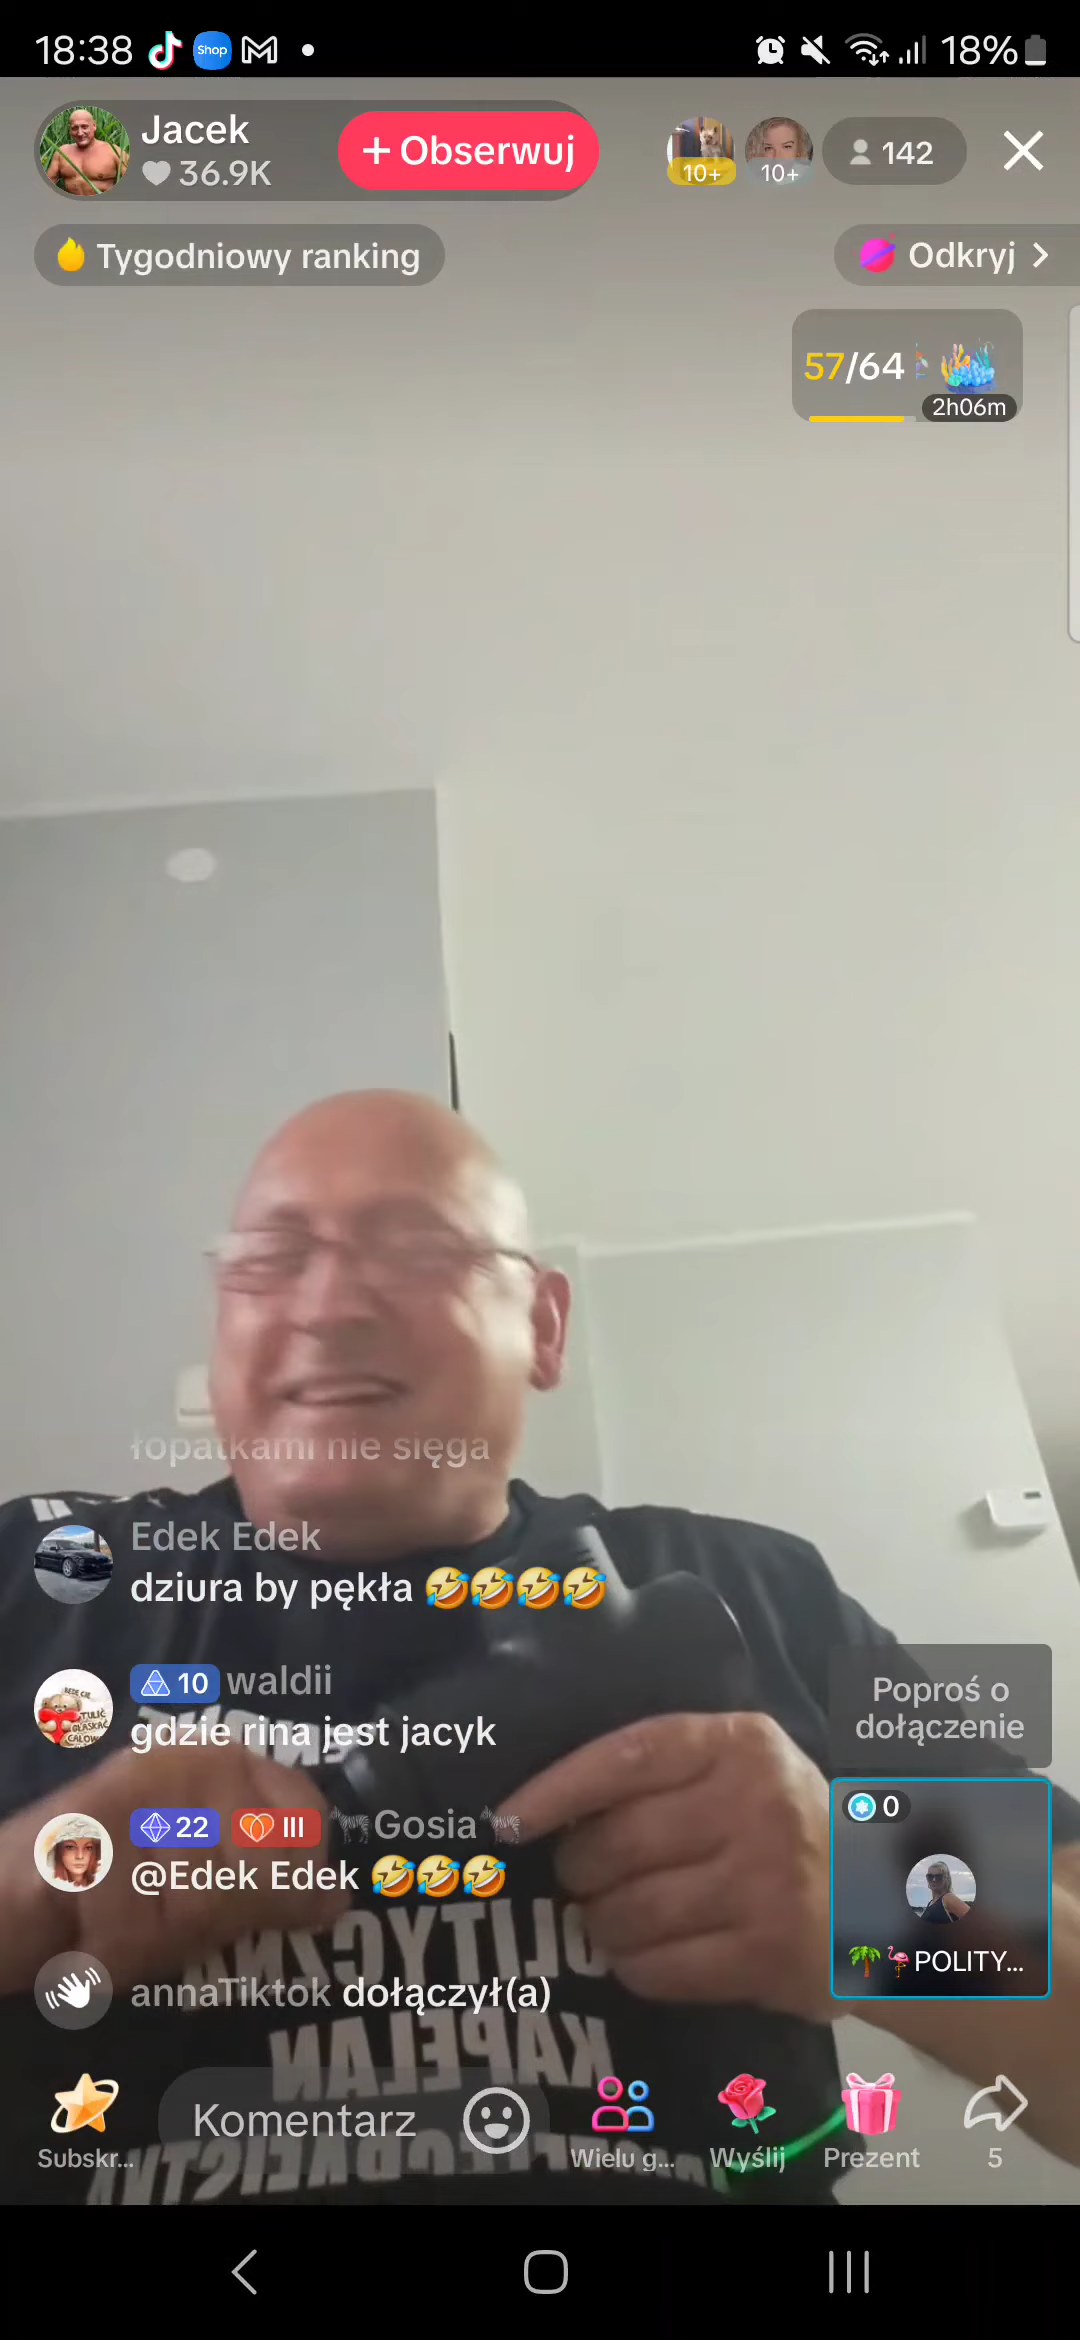 18:38 Shop 18%
Jacek
36.9K
+ Obserwuj
10+
10+
142
Tygodniowy ranking
Odkryj >
57/64
2h06m
łopatkami nie sięga
Edek Edek
dziura by pękła 🤣🤣🤣🤣
10 waldii
gdzie rina jest jacyk
22 III 🦓Gosia🦓
@Edek Edek 🤣🤣🤣
annaTiktok dołączył(a)
Poproś o
dołączenie
0
🌴🦩POLITY...
KAPELAN
Komentarz
Subskr...
Wielu g...
Wyślij
Prezent
5